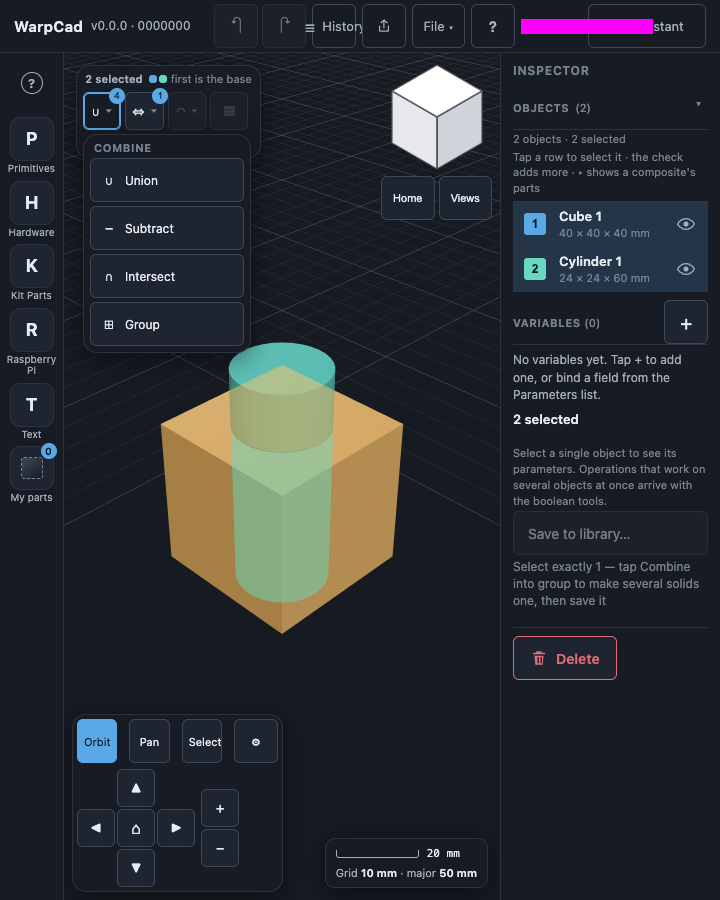 WarpCad v0.0.0 · 0000000
History
File
?
stant
?
P
Primitives
H
Hardware
K
Kit Parts
R
Raspberry
Pi
T
Text
0
My parts
2 selected first is the base
4
1
COMBINE
∪ Union
− Subtract
∩ Intersect
⊞ Group
Home
Views
Orbit
Pan
Select
+
−
20 mm
Grid 10 mm · major 50 mm
INSPECTOR
OBJECTS (2)
2 objects · 2 selected
Tap a row to select it · the check
adds more · ▸ shows a composite's
parts
1 Cube 1
40 × 40 × 40 mm
2 Cylinder 1
24 × 24 × 60 mm
VARIABLES (0)
+
No variables yet. Tap + to add
one, or bind a field from the
Parameters list.
2 selected
Select a single object to see its
parameters. Operations that work on
several objects at once arrive with
the boolean tools.
Save to library…
Select exactly 1 — tap Combine
into group to make several solids
one, then save it
Delete